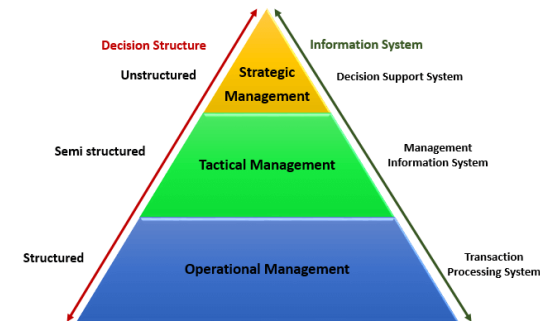 Decision Structure
Information System
Unstructured
Strategic
Management
Decision Support System
Semi structured
Tactical Management
Management
Information System
Structured
Operational Management
Transaction
Processing System